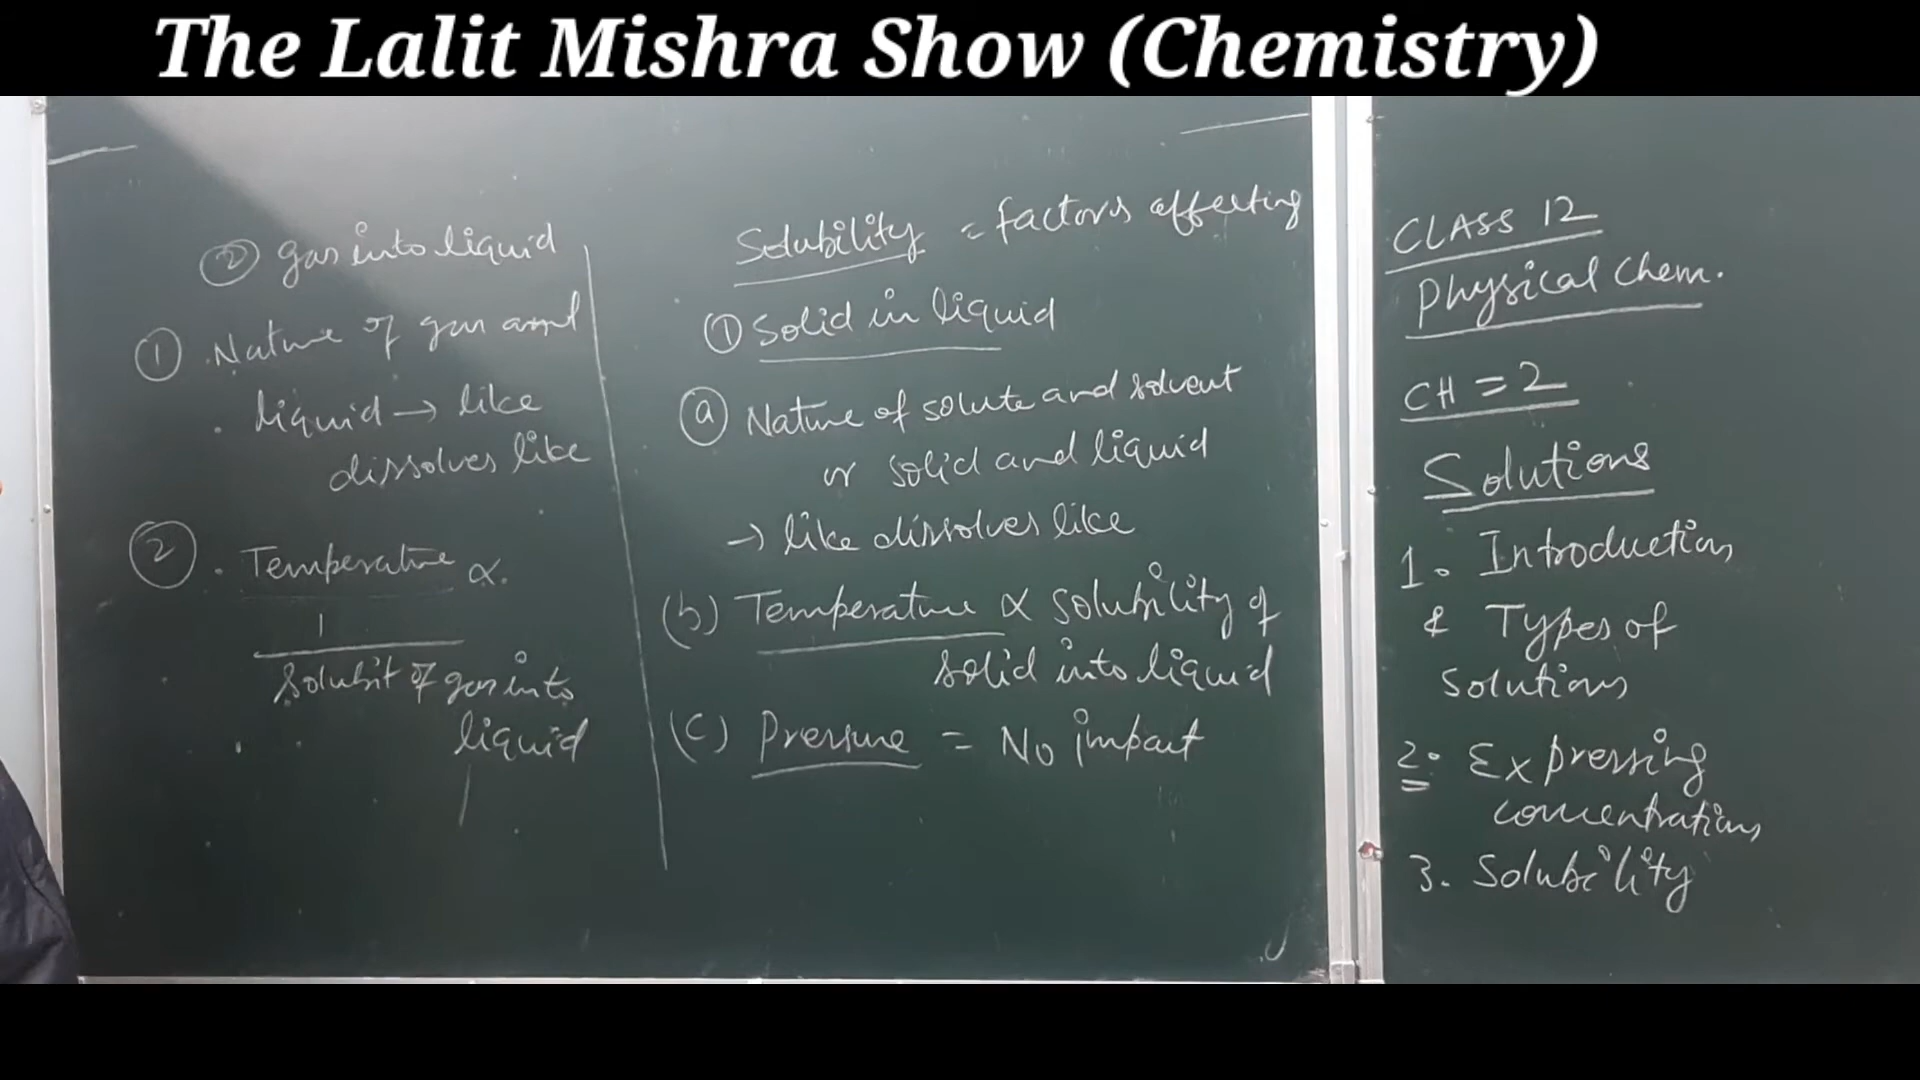 The Lalit Mishra Show (Chemistry)
② gas into liquid
① Nature of gas and
liquid → like
dissolves like
② Temperature ∝
1
Solubit of gas into
liquid
Solubility = factors affecting
① Solid in liquid
ⓐ Nature of solute and solvent
or solid and liquid
→ like dissolves like
(b) Temperature ∝ solubility of
solid into liquid
(C) Pressure = No impact
CLASS 12
Physical Chem.
CH = 2
Solutions
1. Introduction
& Types of
Solutions
2. Expressing
concentration
3. Solubility